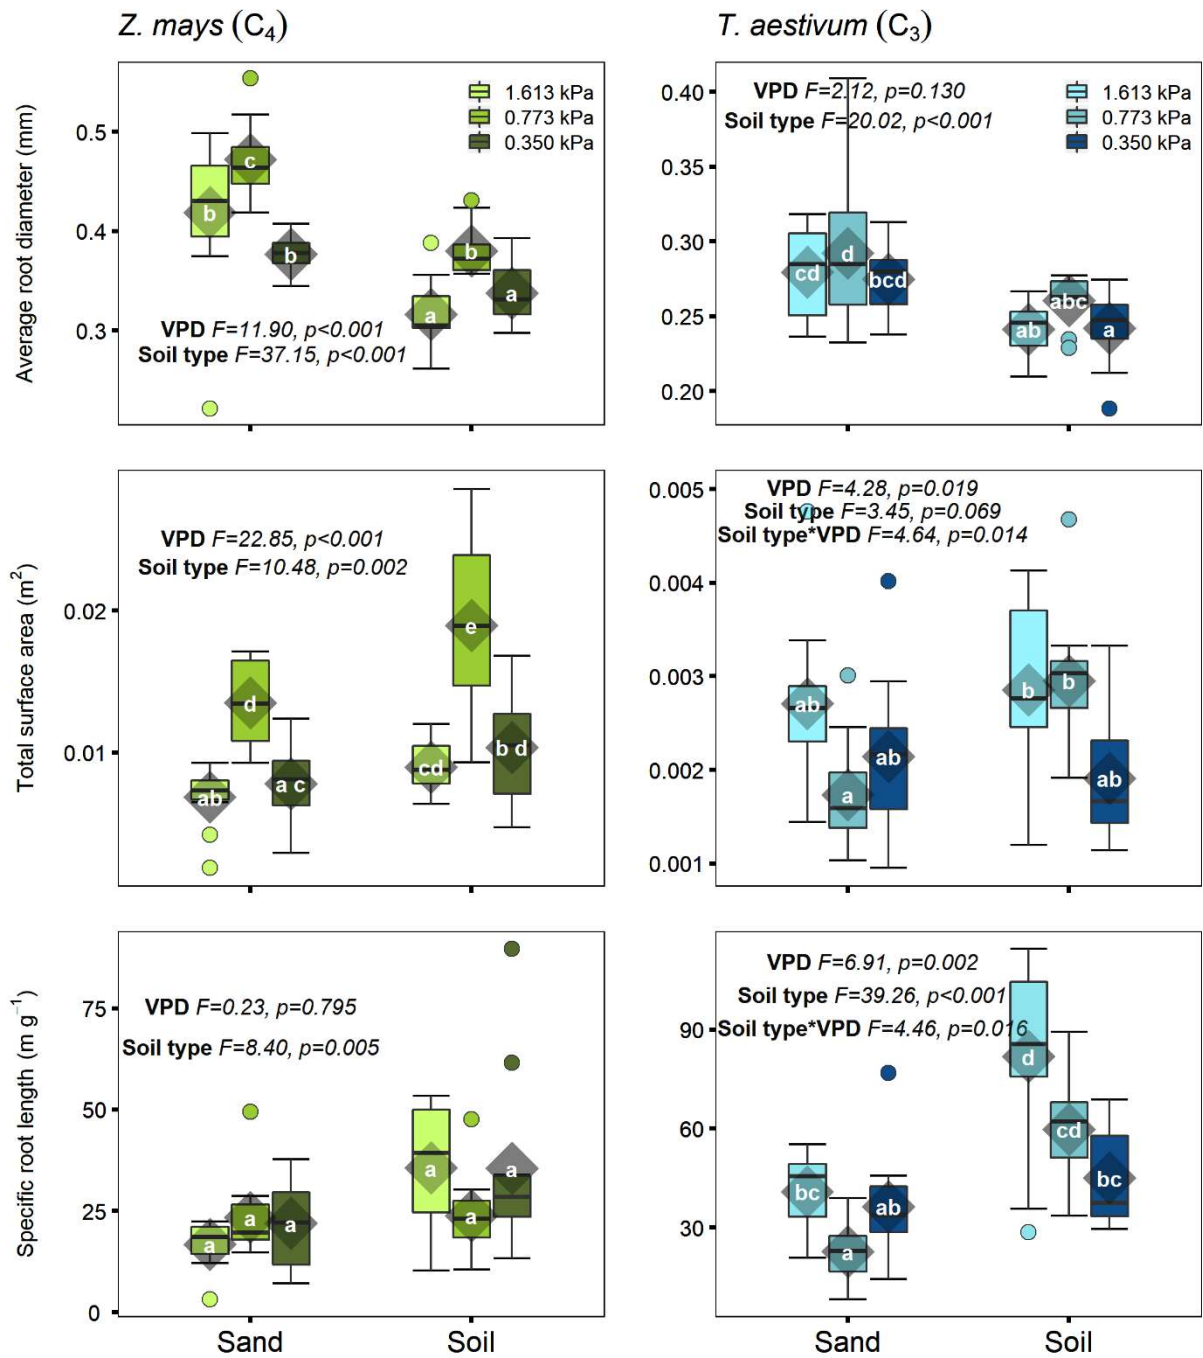 Z. mays (C₄)
T. aestivum (C₃)
Average root diameter (mm)
0.5
0.4
0.3
1.613 kPa
0.773 kPa
0.350 kPa
b
c
b
a
b
a
VPD F=11.90, p<0.001
Soil type F=37.15, p<0.001
0.40
0.35
0.30
0.25
0.20
VPD F=2.12, p=0.130
Soil type F=20.02, p<0.001
1.613 kPa
0.773 kPa
0.350 kPa
cd
d
bcd
ab
abc
a
Total surface area (m²)
0.02
0.01
VPD F=22.85, p<0.001
Soil type F=10.48, p=0.002
ab
d
a c
cd
e
b d
0.005
0.004
0.003
0.002
0.001
VPD F=4.28, p=0.019
Soil type F=3.45, p=0.069
Soil type*VPD F=4.64, p=0.014
ab
a
ab
b
b
ab
Specific root length (m g⁻¹)
75
50
25
0
VPD F=0.23, p=0.795
Soil type F=8.40, p=0.005
a
a
a
a
a
a
Sand
Soil
90
60
30
VPD F=6.91, p=0.002
Soil type F=39.26, p<0.001
Soil type*VPD F=4.46, p=0.016
bc
a
ab
d
cd
bc
Sand
Soil